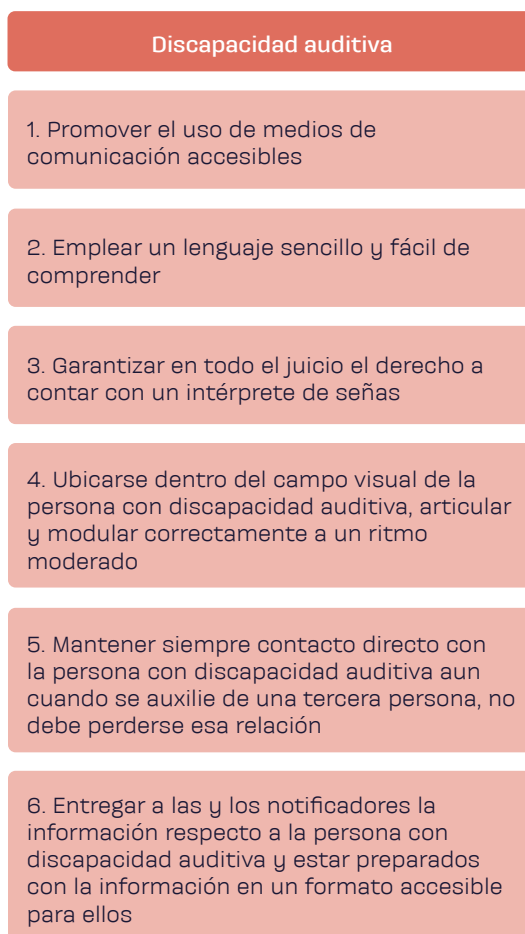 Discapacidad auditiva
1. Promover el uso de medios de
comunicación accesibles
2. Emplear un lenguaje sencillo y fácil de
comprender
3. Garantizar en todo el juicio el derecho a
contar con un intérprete de señas
4. Ubicarse dentro del campo visual de la
persona con discapacidad auditiva, articular
y modular correctamente a un ritmo
moderado
5. Mantener siempre contacto directo con
la persona con discapacidad auditiva aun
cuando se auxilie de una tercera persona, no
debe perderse esa relación
6. Entregar a las y los notificadores la
información respecto a la persona con
discapacidad auditiva y estar preparados
con la información en un formato accesible
para ellos